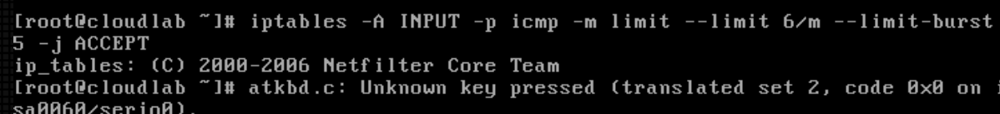 [root@cloudlab ~]# iptables -A INPUT -p icmp -m limit --limit 6/m --limit-burst
5 -j ACCEPT
ip_tables: (C) 2000-2006 Netfilter Core Team
[root@cloudlab ~]# atkbd.c: Unknown key pressed (translated set 2, code 0x0 on i
sa0060/serio0).